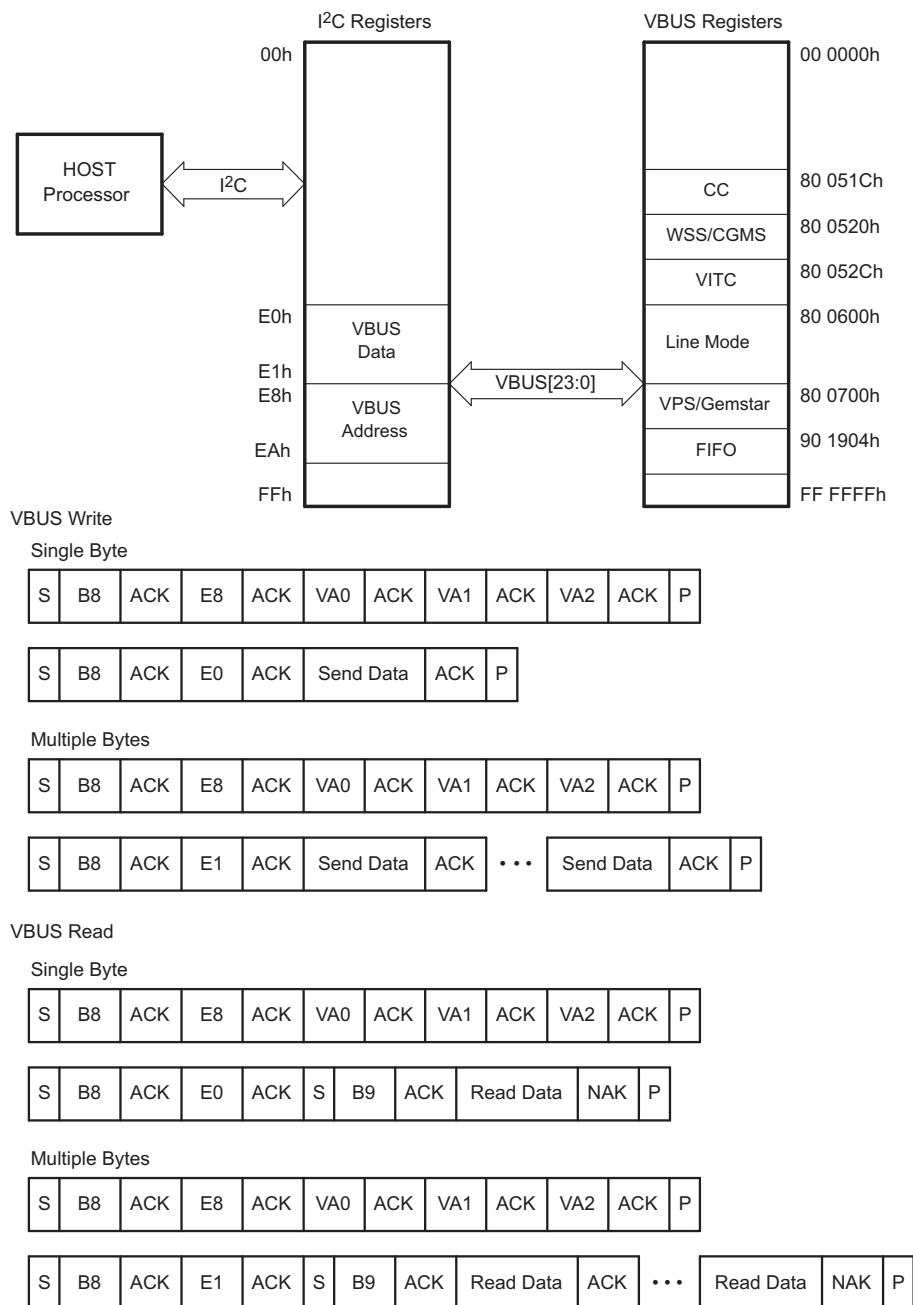 I2C Registers
VBUS Registers
00h
00 0000h
HOST
Processor
I2C
CC
80 051Ch
WSS/CGMS
80 0520h
VITC
80 052Ch
E0h
VBUS
Data
E1h
Line Mode
80 0600h
VBUS[23:0]
E8h
VBUS
Address
EAh
VPS/Gemstar
80 0700h
FIFO
90 1904h
FFh
FF FFFFh
VBUS Write
Single Byte
S B8 ACK E8 ACK VA0 ACK VA1 ACK VA2 ACK P
S B8 ACK E0 ACK Send Data ACK P
Multiple Bytes
S B8 ACK E8 ACK VA0 ACK VA1 ACK VA2 ACK P
S B8 ACK E1 ACK Send Data ACK • • • Send Data ACK P
VBUS Read
Single Byte
S B8 ACK E8 ACK VA0 ACK VA1 ACK VA2 ACK P
S B8 ACK E0 ACK S B9 ACK Read Data NAK P
Multiple Bytes
S B8 ACK E8 ACK VA0 ACK VA1 ACK VA2 ACK P
S B8 ACK E1 ACK S B9 ACK Read Data ACK • • • Read Data NAK P